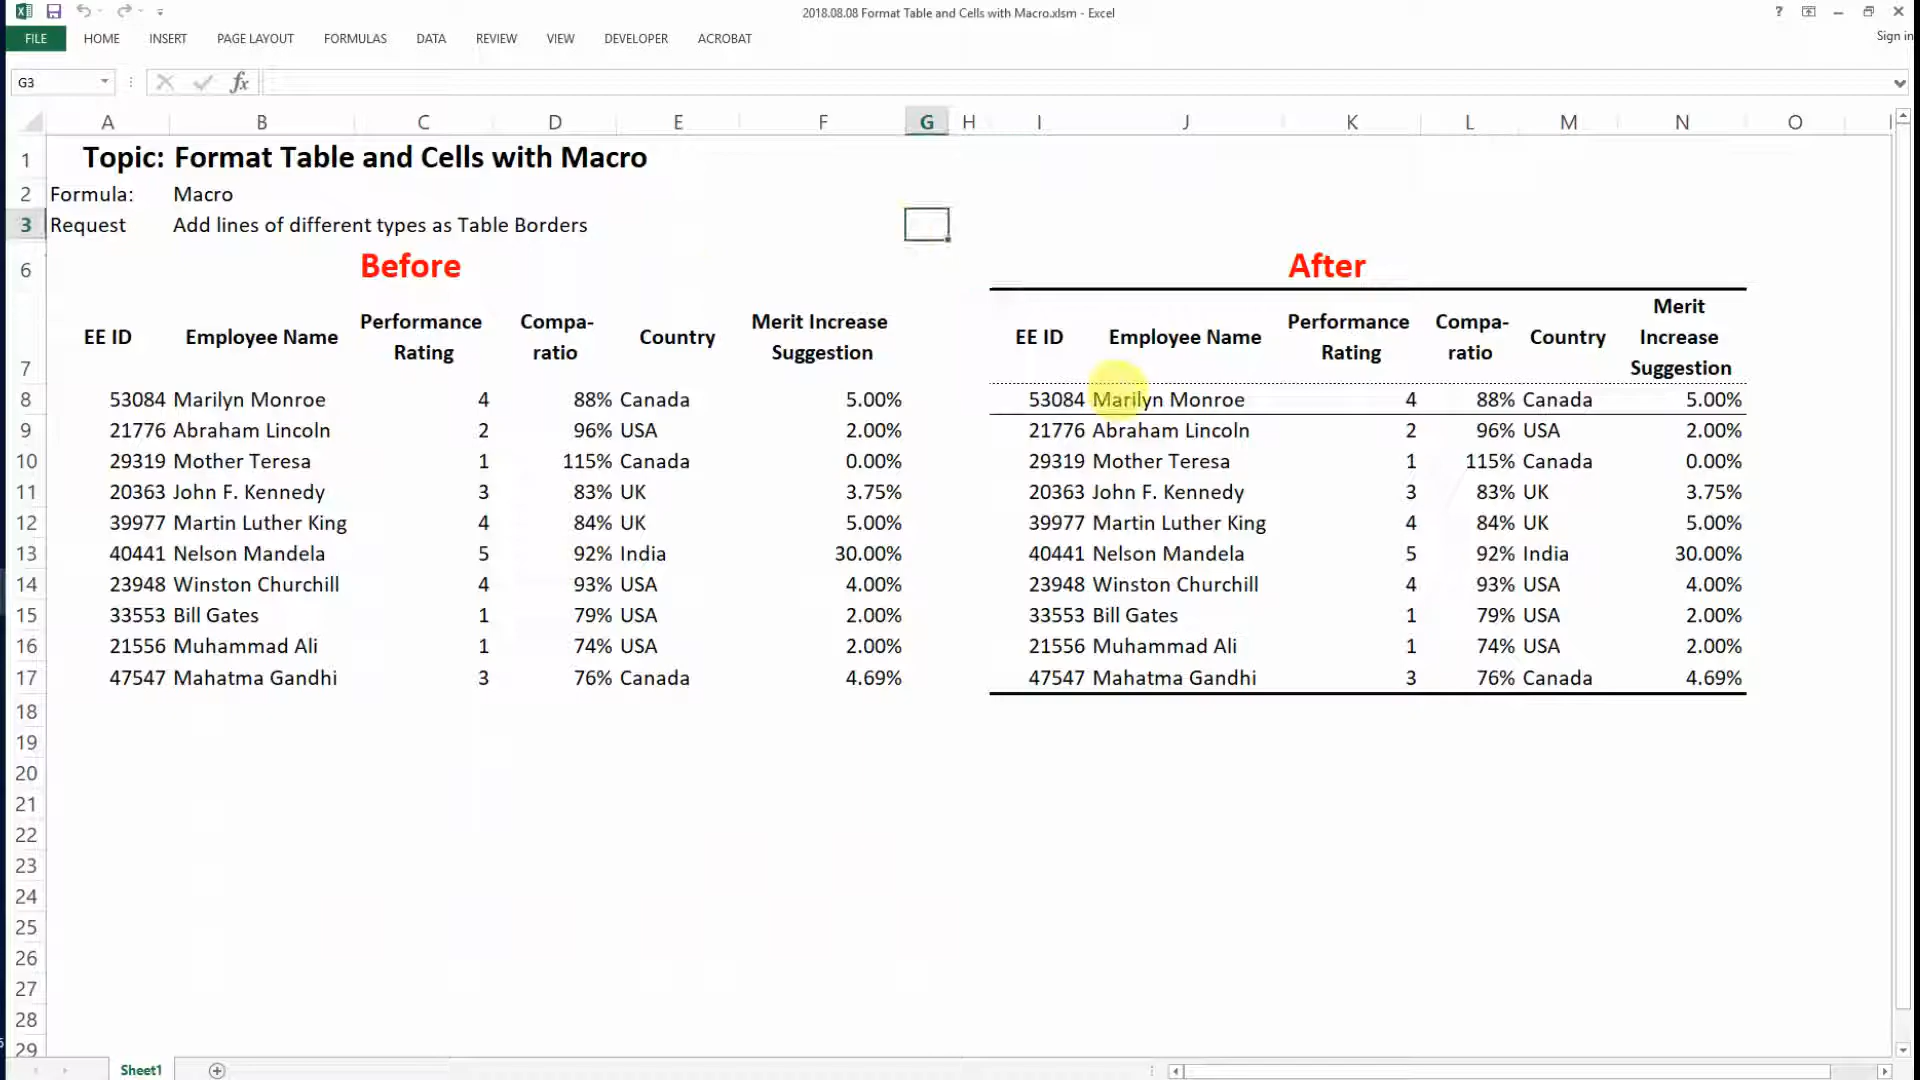 2018.08.08 Format Table and Cells with Macro.xlsm - Excel
?
FILE HOME INSERT PAGE LAYOUT FORMULAS DATA REVIEW VIEW DEVELOPER ACROBAT Sign in
G3 fx
A B C D E F G H I J K L M N O
1 Topic: Format Table and Cells with Macro
2 Formula: Macro
3 Request Add lines of different types as Table Borders
6 Before After
7 EE ID Employee Name Performance Rating Compa-ratio Country Merit Increase Suggestion EE ID Employee Name Performance Rating Compa-ratio Country Merit Increase Suggestion
8 53084 Marilyn Monroe 4 88% Canada 5.00% 53084 Marilyn Monroe 4 88% Canada 5.00%
9 21776 Abraham Lincoln 2 96% USA 2.00% 21776 Abraham Lincoln 2 96% USA 2.00%
10 29319 Mother Teresa 1 115% Canada 0.00% 29319 Mother Teresa 1 115% Canada 0.00%
11 20363 John F. Kennedy 3 83% UK 3.75% 20363 John F. Kennedy 3 83% UK 3.75%
12 39977 Martin Luther King 4 84% UK 5.00% 39977 Martin Luther King 4 84% UK 5.00%
13 40441 Nelson Mandela 5 92% India 30.00% 40441 Nelson Mandela 5 92% India 30.00%
14 23948 Winston Churchill 4 93% USA 4.00% 23948 Winston Churchill 4 93% USA 4.00%
15 33553 Bill Gates 1 79% USA 2.00% 33553 Bill Gates 1 79% USA 2.00%
16 21556 Muhammad Ali 1 74% USA 2.00% 21556 Muhammad Ali 1 74% USA 2.00%
17 47547 Mahatma Gandhi 3 76% Canada 4.69% 47547 Mahatma Gandhi 3 76% Canada 4.69%
18
19
20
21
22
23
24
25
26
27
28
29
Sheet1